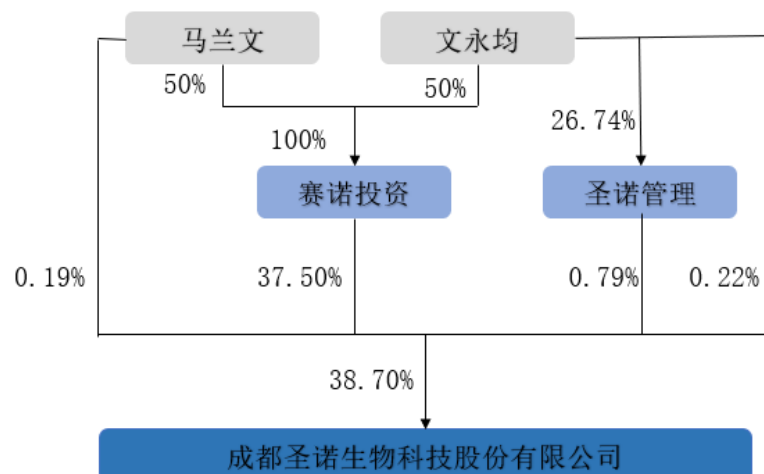 马兰文
文永均
50%
50%
26.74%
100%
赛诺投资
圣诺管理
0.19%
37.50%
0.79%
0.22%
38.70%
成都圣诺生物科技股份有限公司